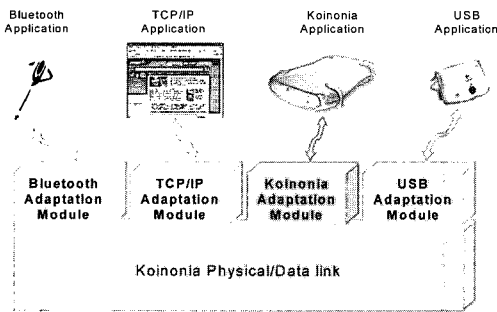 Bluetooth
Application
TCP/IP
Application
Koinonia
Application
USB
Application
Bluetooth
Adaptation
Module
TCP/IP
Adaptation
Module
Koinonia
Adaptation
Module
USB
Adaptation
Module
Koinonia Physical/Data link